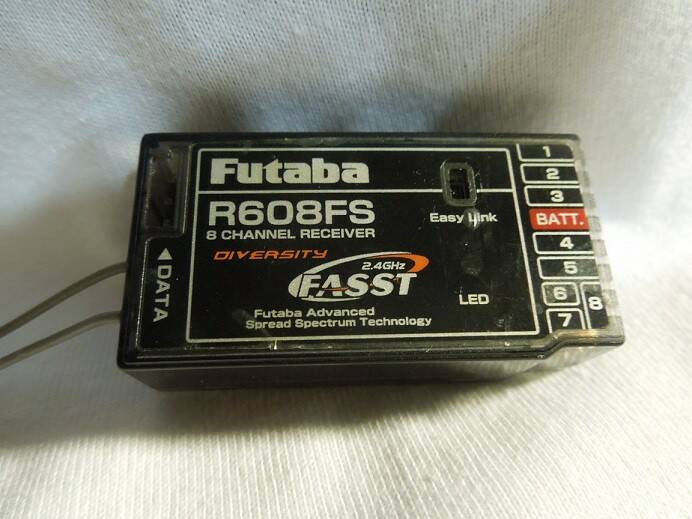 Futaba
R608FS
8 CHANNEL RECEIVER
DIVERSITY
2.4GHz
FASST
Futaba Advanced
Spread Spectrum Technology
Easy Link
LED
◀DATA
1
2
3
BATT.
4
5
6
7
8